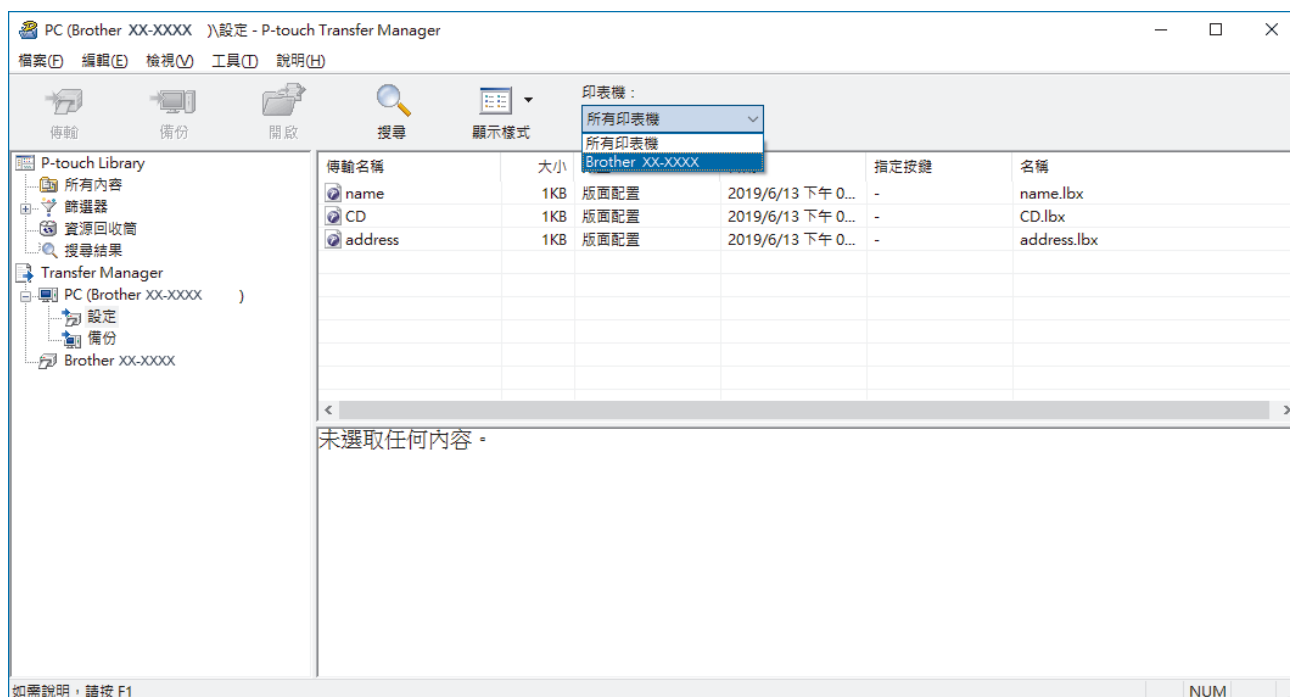 PC (Brother XX-XXXX )\設定 - P-touch Transfer Manager
檔案(F) 編輯(E) 檢視(V) 工具(T) 說明(H)
傳輸 備份 開啟 搜尋 顯示樣式
印表機：
所有印表機
所有印表機
Brother XX-XXXX
P-touch Library
所有內容
篩選器
資源回收筒
搜尋結果
Transfer Manager
PC (Brother XX-XXXX )
設定
備份
Brother XX-XXXX
傳輸名稱 大小 指定按鍵 名稱
name 1KB 版面配置 2019/6/13 下午 0... - name.lbx
CD 1KB 版面配置 2019/6/13 下午 0... - CD.lbx
address 1KB 版面配置 2019/6/13 下午 0... - address.lbx
未選取任何內容。
如需說明，請按 F1
NUM